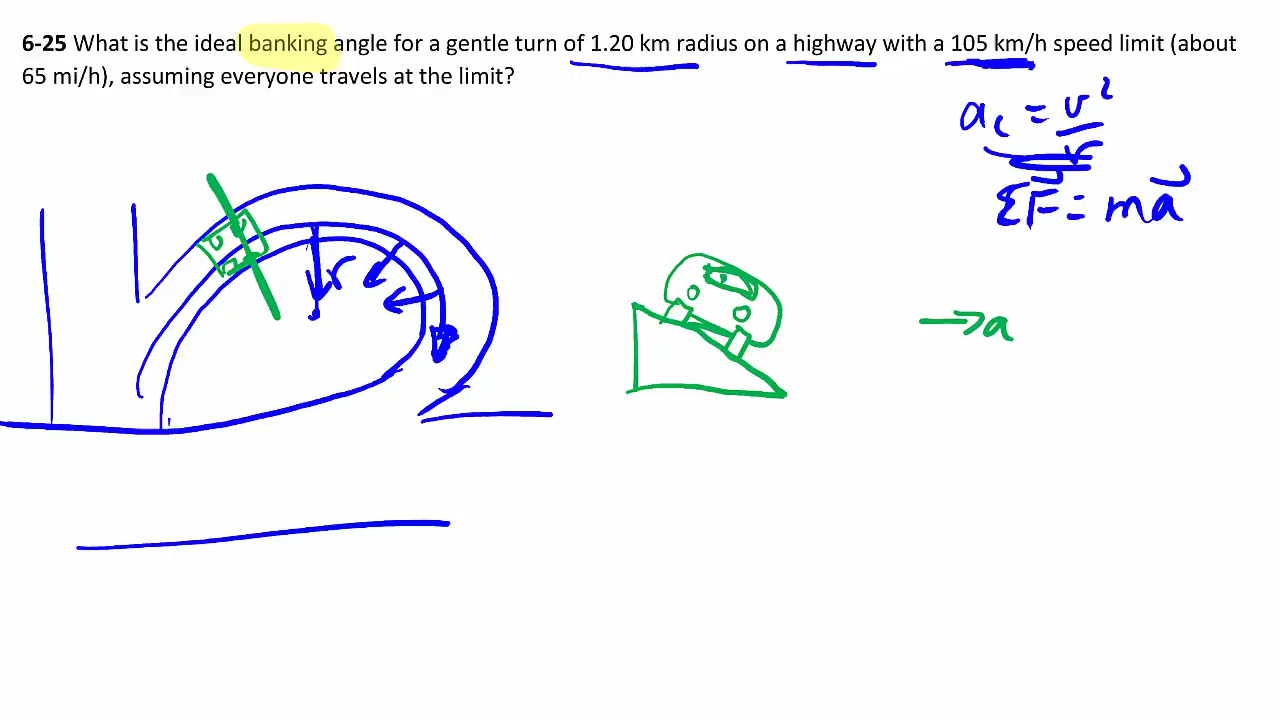 6-25 What is the ideal banking angle for a gentle turn of 1.20 km radius on a highway with a 105 km/h speed limit (about
65 mi/h), assuming everyone travels at the limit?
a_c = v²/r
ΣF⃗ = ma⃗
r
→a